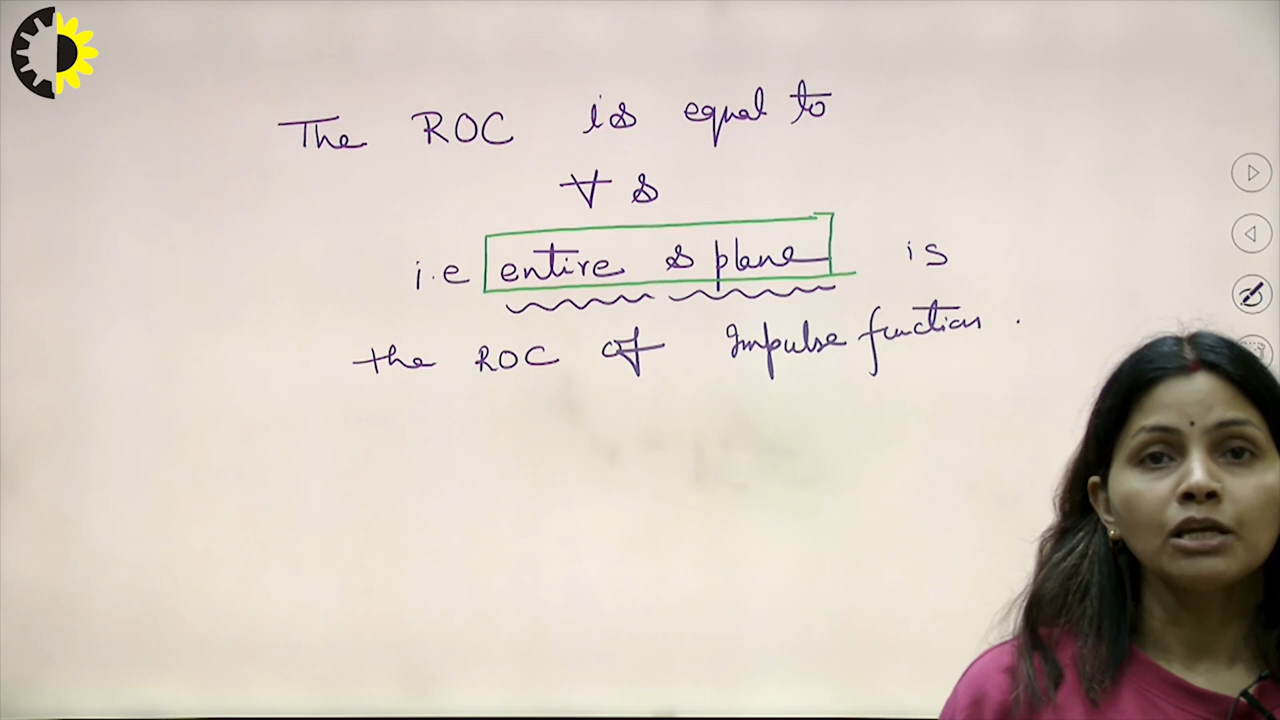 The ROC is equal to
∀ s
i.e entire s plane is
the ROC of Impulse function.